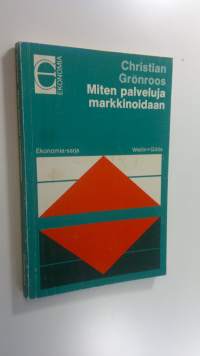 EKONOMIA
Christian
Grönroos
Miten palveluja
markkinoidaan
Ekonomia-sarja
Weilin+Göös